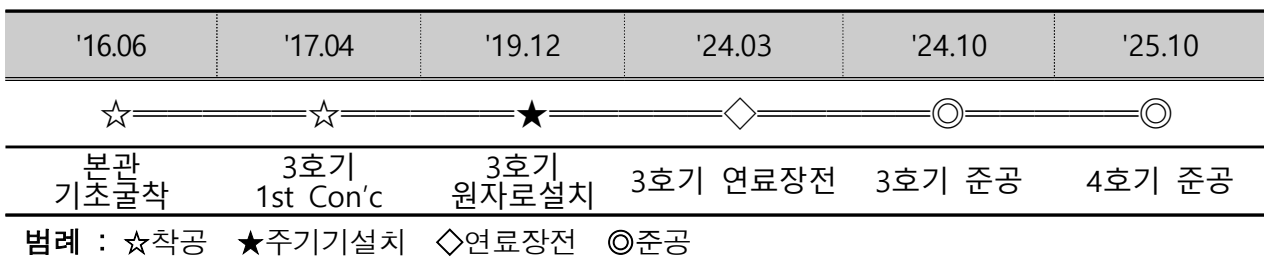 '16.06 '17.04 '19.12 '24.03 '24.10 '25.10
☆═════☆═════★═════◇═════◎═════◎
본관 기초굴착 3호기 1st Con'c 3호기 원자로설치 3호기 연료장전 3호기 준공 4호기 준공
범례 : ☆착공 ★주기기설치 ◇연료장전 ◎준공